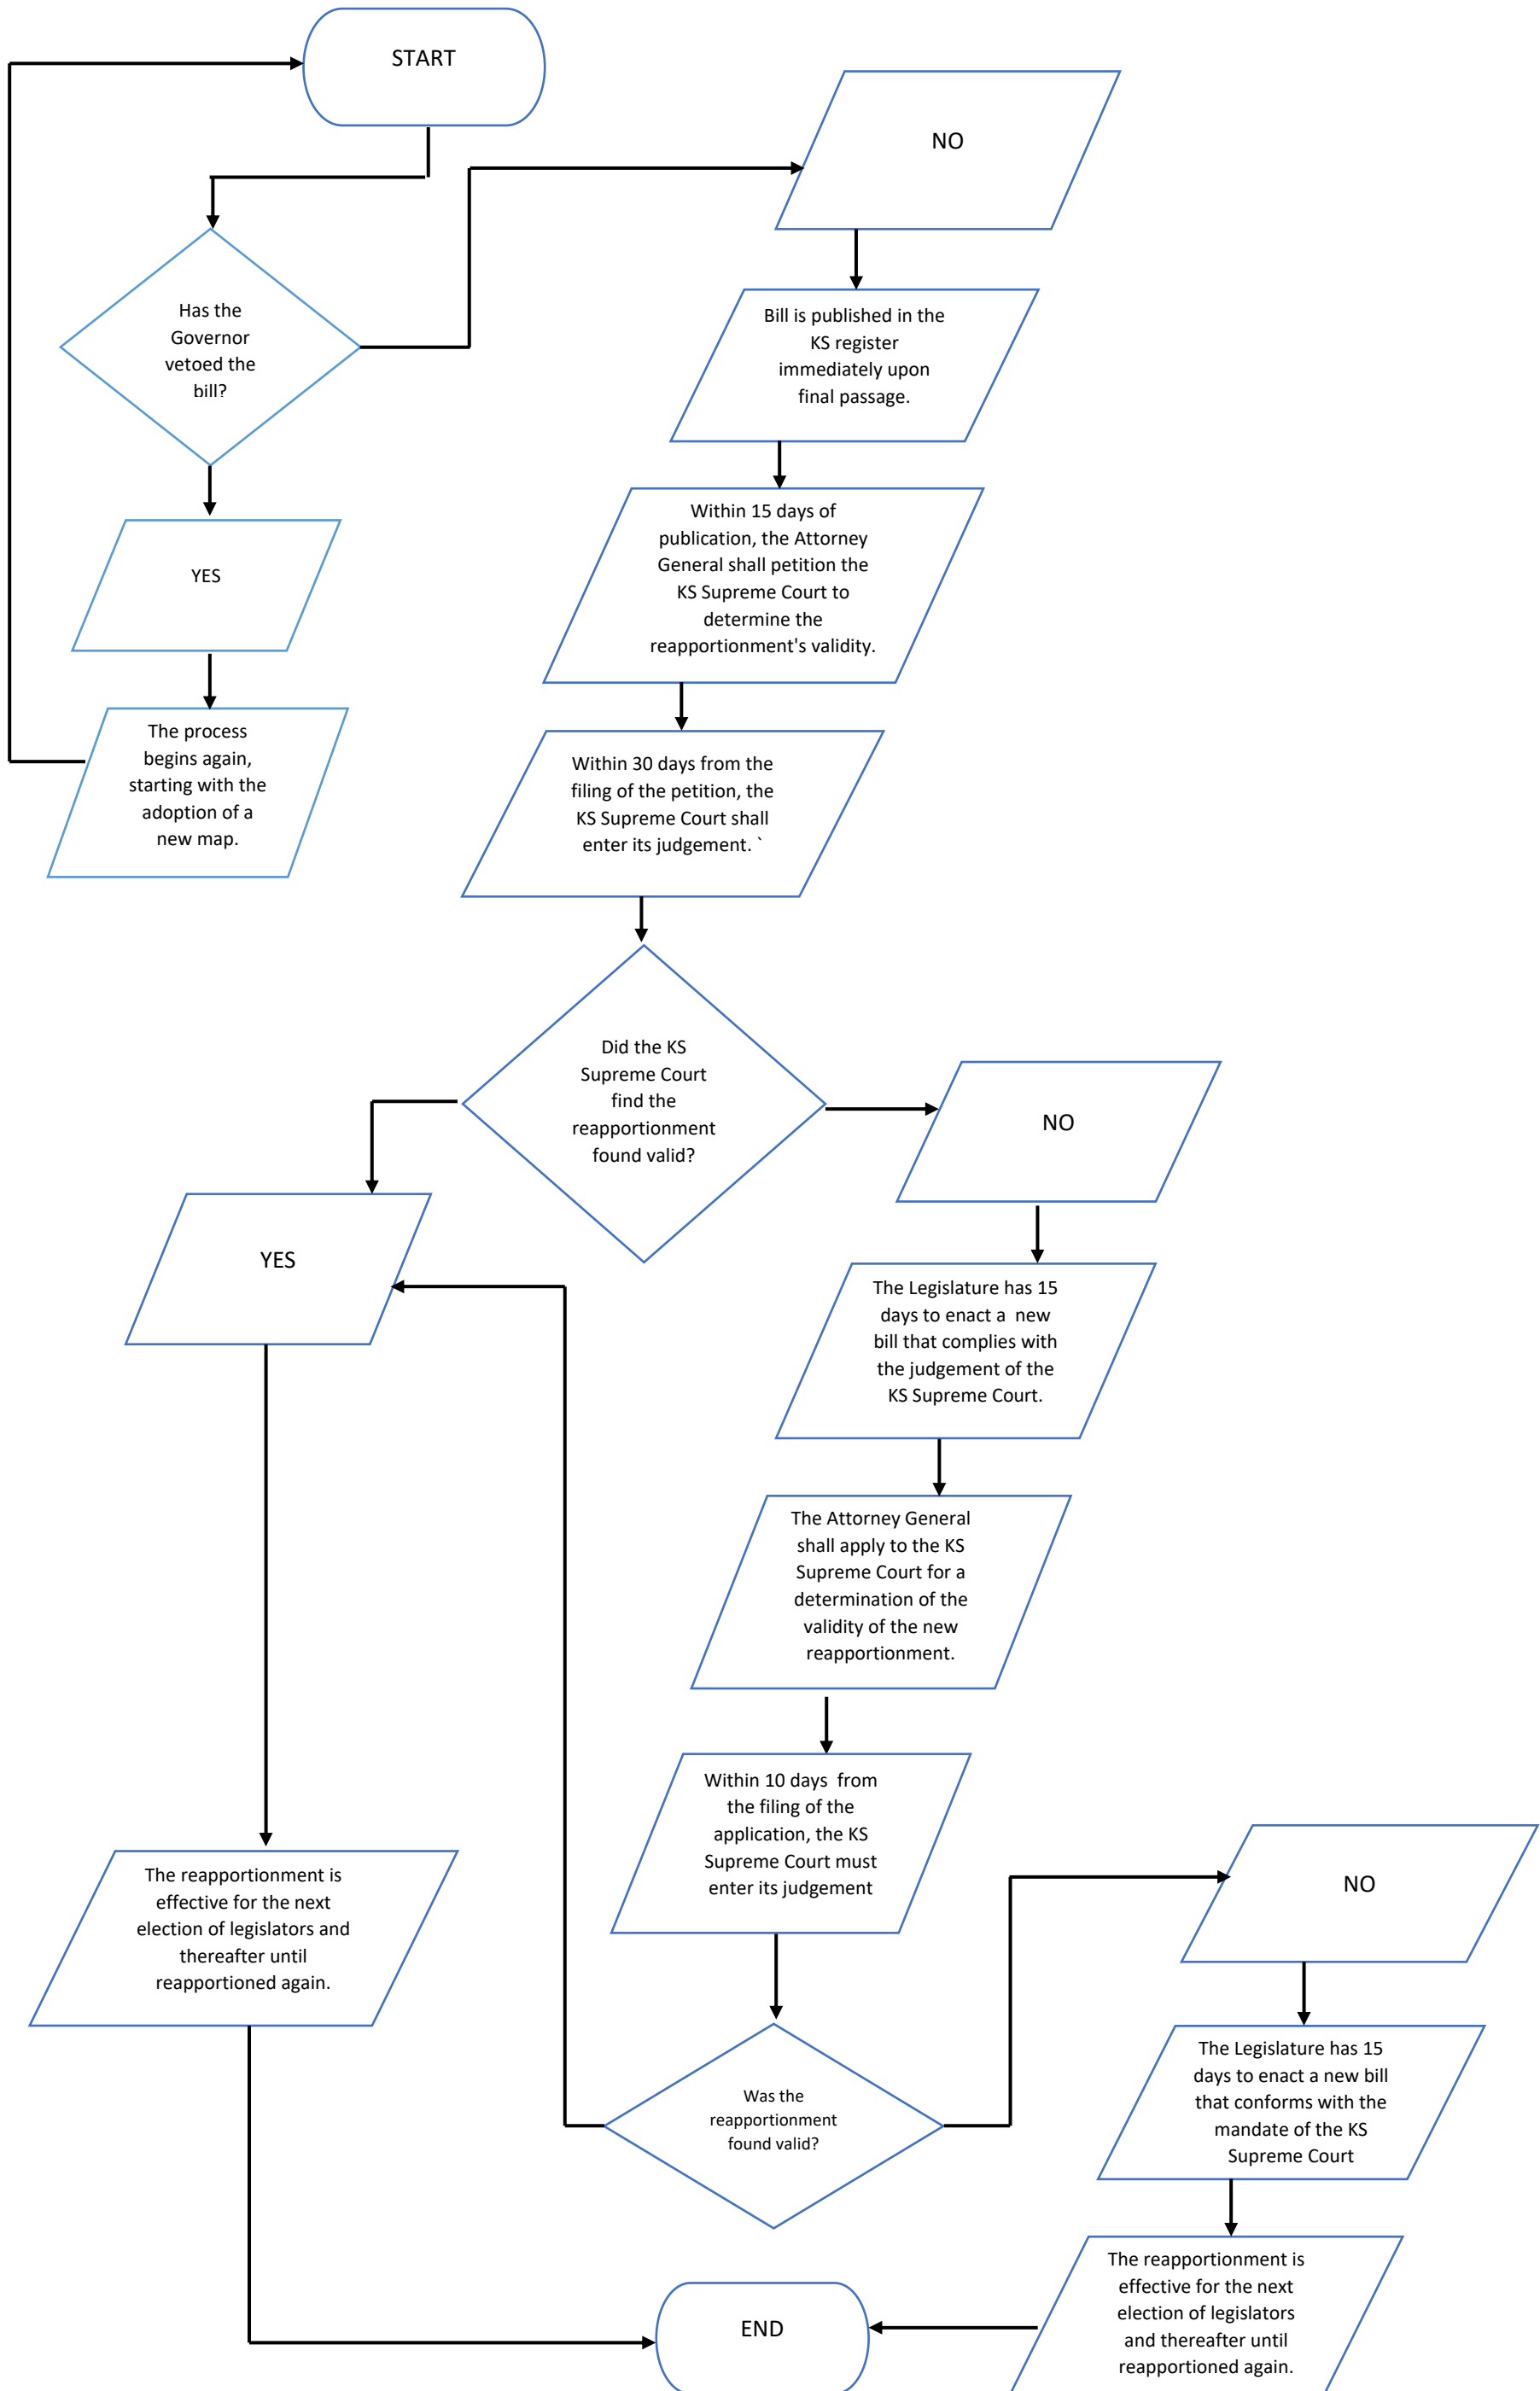 START
NO
Has the
Governor
vetoed the
bill?
Bill is published in the
KS register
immediately upon
final passage.
Within 15 days of
publication, the Attorney
General shall petition the
KS Supreme Court to
determine the
reapportionment's validity.
YES
The process
begins again,
starting with the
adoption of a
new map.
Within 30 days from the
filing of the petition, the
KS Supreme Court shall
enter its judgement. `
Did the KS
Supreme Court
find the
reapportionment
found valid?
NO
YES
The Legislature has 15
days to enact a  new
bill that complies with
the judgement of the
KS Supreme Court.
The Attorney General
shall apply to the KS
Supreme Court for a
determination of the
validity of the new
reapportionment.
Within 10 days  from
the filing of the
application, the KS
Supreme Court must
enter its judgement
The reapportionment is
effective for the next
election of legislators and
thereafter until
reapportioned again.
NO
Was the
reapportionment
found valid?
The Legislature has 15
days to enact a new bill
that conforms with the
mandate of the KS
Supreme Court
The reapportionment is
effective for the next
election of legislators
and thereafter until
reapportioned again.
END